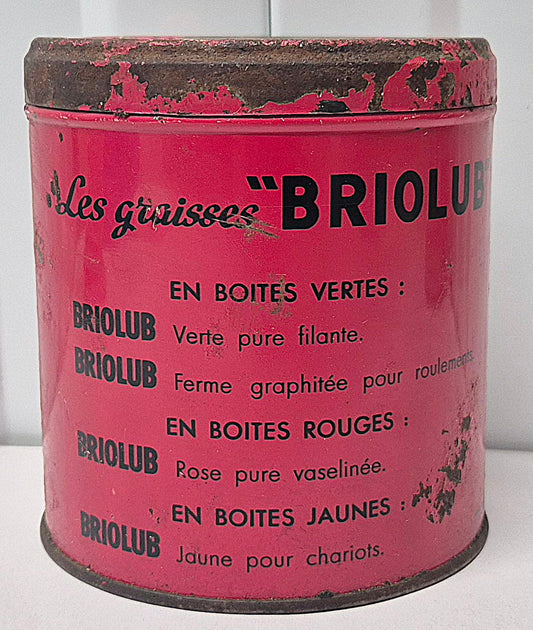 Les graisses "BRIOLUB"
EN BOITES VERTES :
BRIOLUB Verte pure filante.
BRIOLUB Ferme graphitée pour roulements.
EN BOITES ROUGES :
BRIOLUB Rose pure vaselinée.
EN BOITES JAUNES :
BRIOLUB Jaune pour chariots.